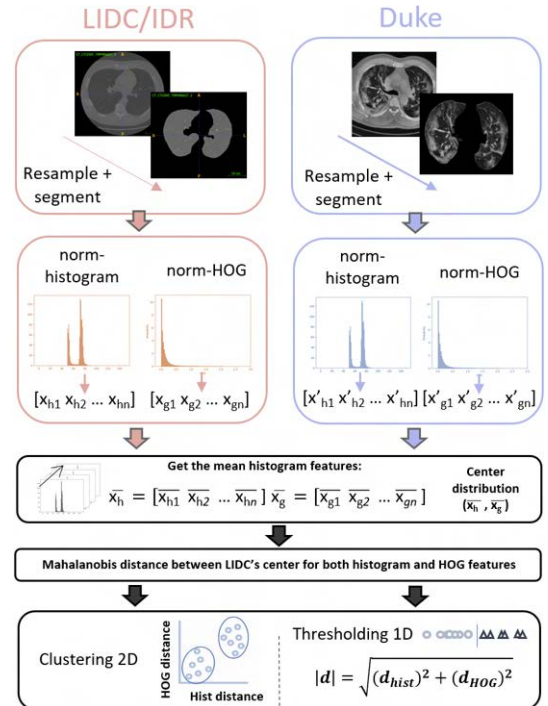 LIDC/IDR
Duke
Resample +
segment
Resample +
segment
norm-
histogram
norm-HOG
norm-
histogram
norm-HOG
[x_h1 x_h2 ... x_hn]
[x_g1 x_g2 ... x_gn]
[x'_h1 x'_h2 ... x'_hn]
[x'_g1 x'_g2 ... x'_gn]
Get the mean histogram features:
x̄_h = [x̄_h1 x̄_h2 ... x̄_hn] x̄_g = [x̄_g1 x̄_g2 ... x̄_gn]
Center
distribution
(x̄_h , x̄_g)
Mahalanobis distance between LIDC's center for both histogram and HOG features
Clustering 2D
HOG distance
Hist distance
Thresholding 1D
|d| = √(d_hist)² + (d_HOG)²